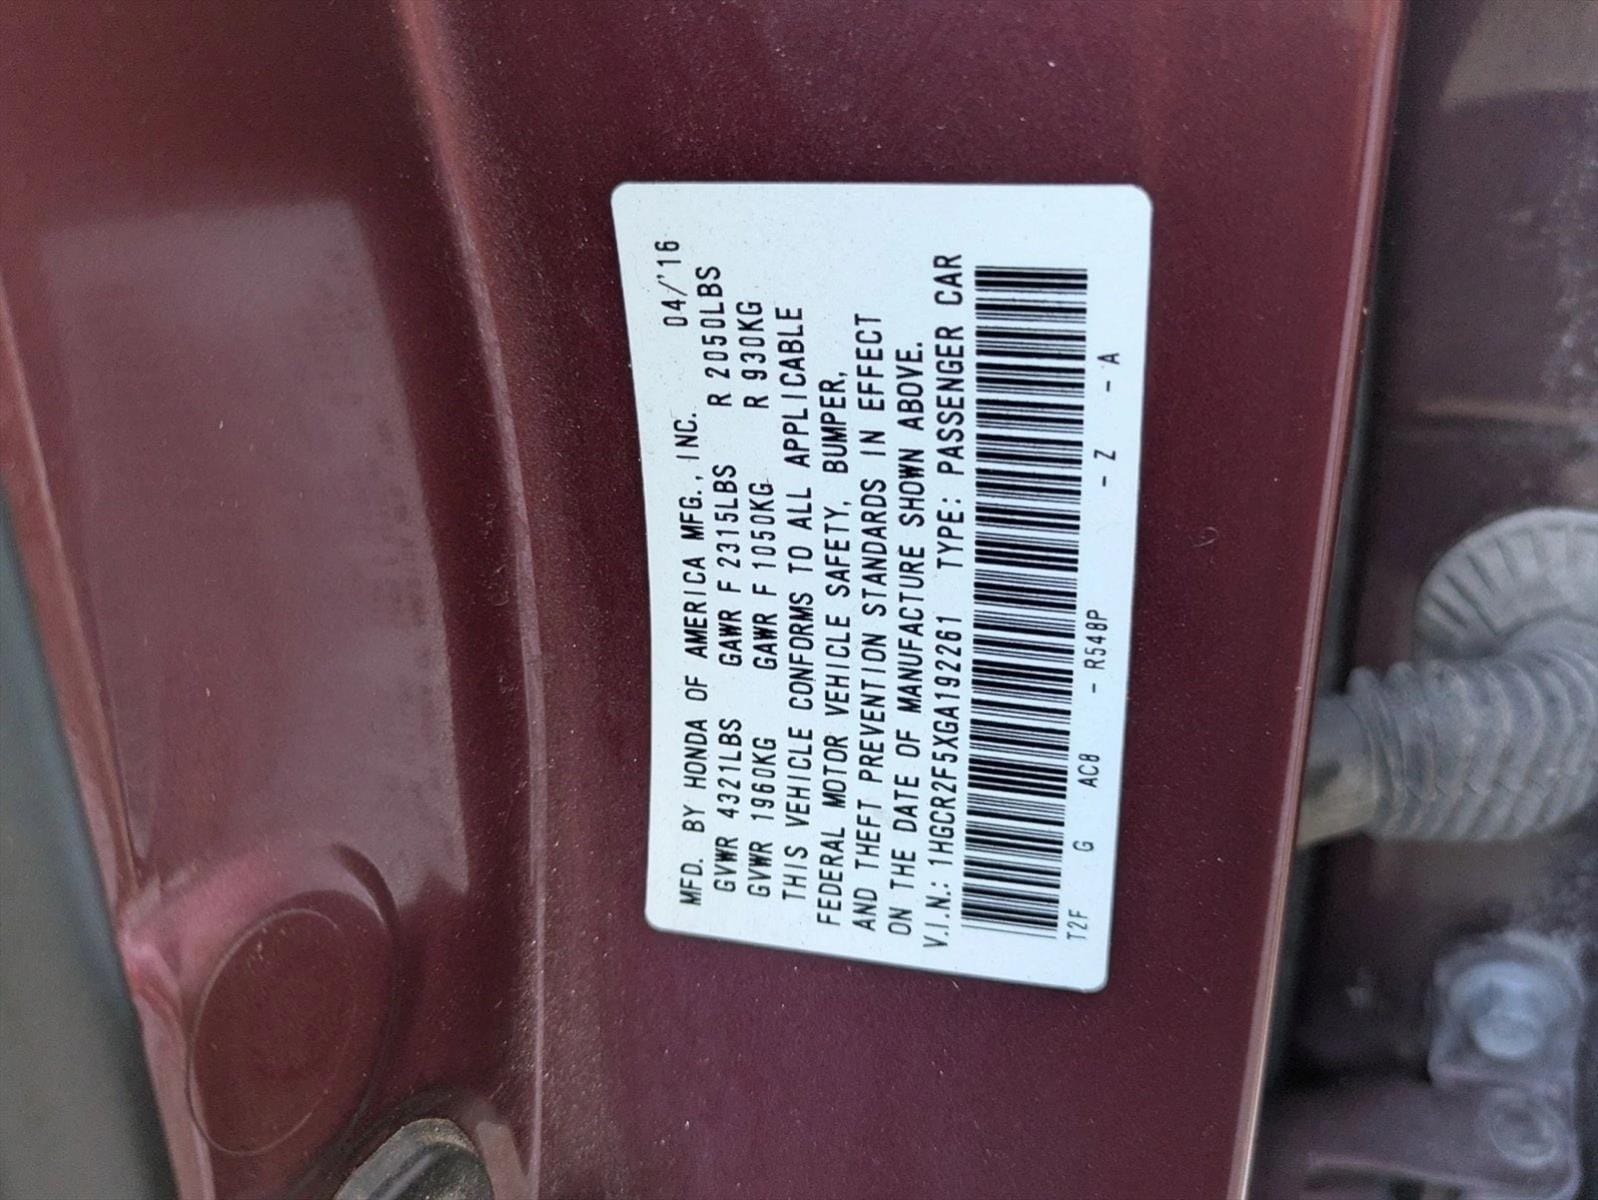 MFD. BY HONDA OF AMERICA MFG., INC. 04/'16
GVWR 4321LBS GAWR F 2315LBS R 2050LBS
GVWR 1960KG GAWR F 1050KG R 930KG
THIS VEHICLE CONFORMS TO ALL APPLICABLE
FEDERAL MOTOR VEHICLE SAFETY, BUMPER,
AND THEFT PREVENTION STANDARDS IN EFFECT
ON THE DATE OF MANUFACTURE SHOWN ABOVE.
V.I.N.: 1HGCR2F5XGA192261 TYPE: PASSENGER CAR
T2F G AC8 - R548P - Z - A